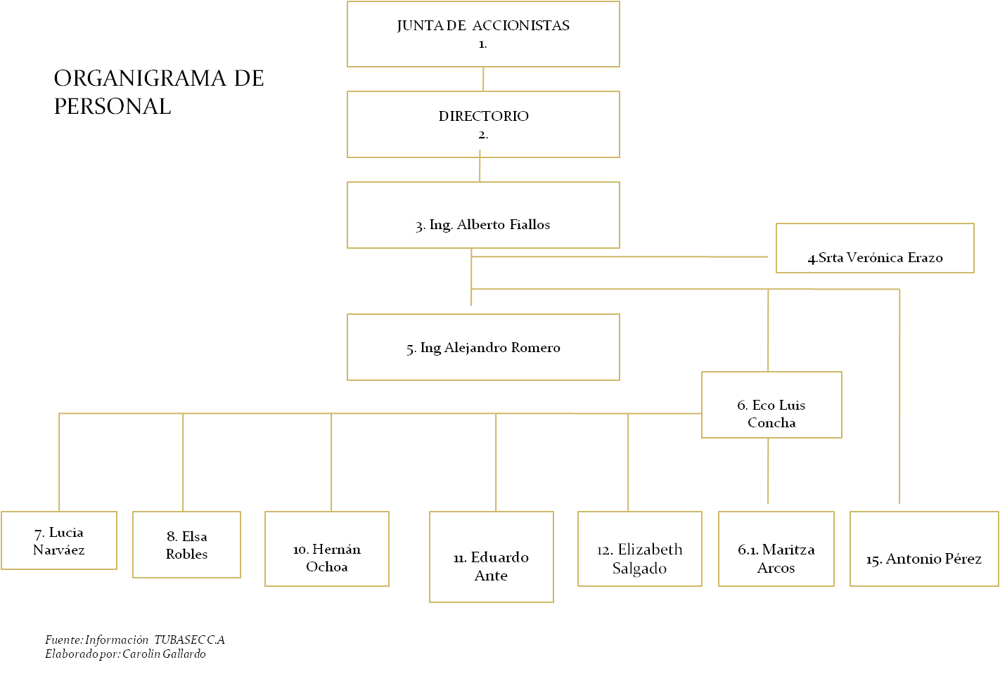 JUNTA DE ACCIONISTAS
1.
ORGANIGRAMA DE
PERSONAL
DIRECTORIO
2.
3. Ing. Alberto Fiallos
4.Srta Verónica Erazo
5. Ing Alejandro Romero
6. Eco Luis
Concha
7. Lucia
Narváez
8. Elsa
Robles
10. Hernán
Ochoa
11. Eduardo
Ante
12. Elizabeth
Salgado
6.1. Maritza
Arcos
15. Antonio Pérez
Fuente: Información TUBASEC C.A
Elaborado por: Carolin Gallardo